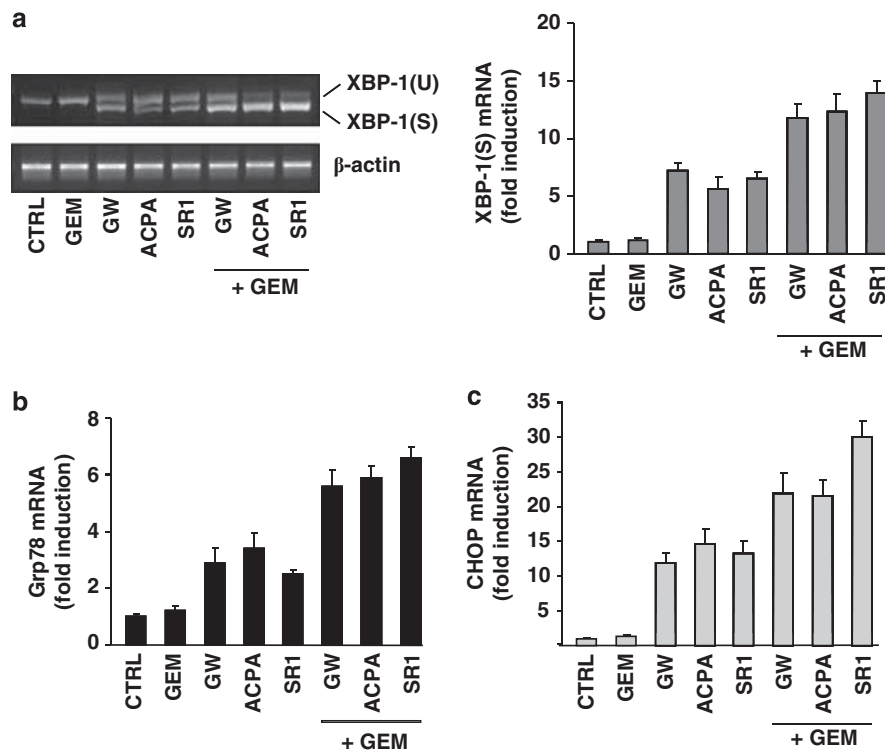 a
XBP-1(U)
XBP-1(S)
β-actin
CTRL
GEM
GW
ACPA
SR1
GW
ACPA
SR1
+ GEM
XBP-1(S) mRNA
(fold induction)
20
15
10
5
0
CTRL
GEM
GW
ACPA
SR1
GW
ACPA
SR1
+ GEM
b
Grp78 mRNA
(fold induction)
8
6
4
2
0
CTRL
GEM
GW
ACPA
SR1
GW
ACPA
SR1
+ GEM
c
CHOP mRNA
(fold induction)
35
30
25
20
15
10
5
CTRL
GEM
GW
ACPA
SR1
GW
ACPA
SR1
+ GEM